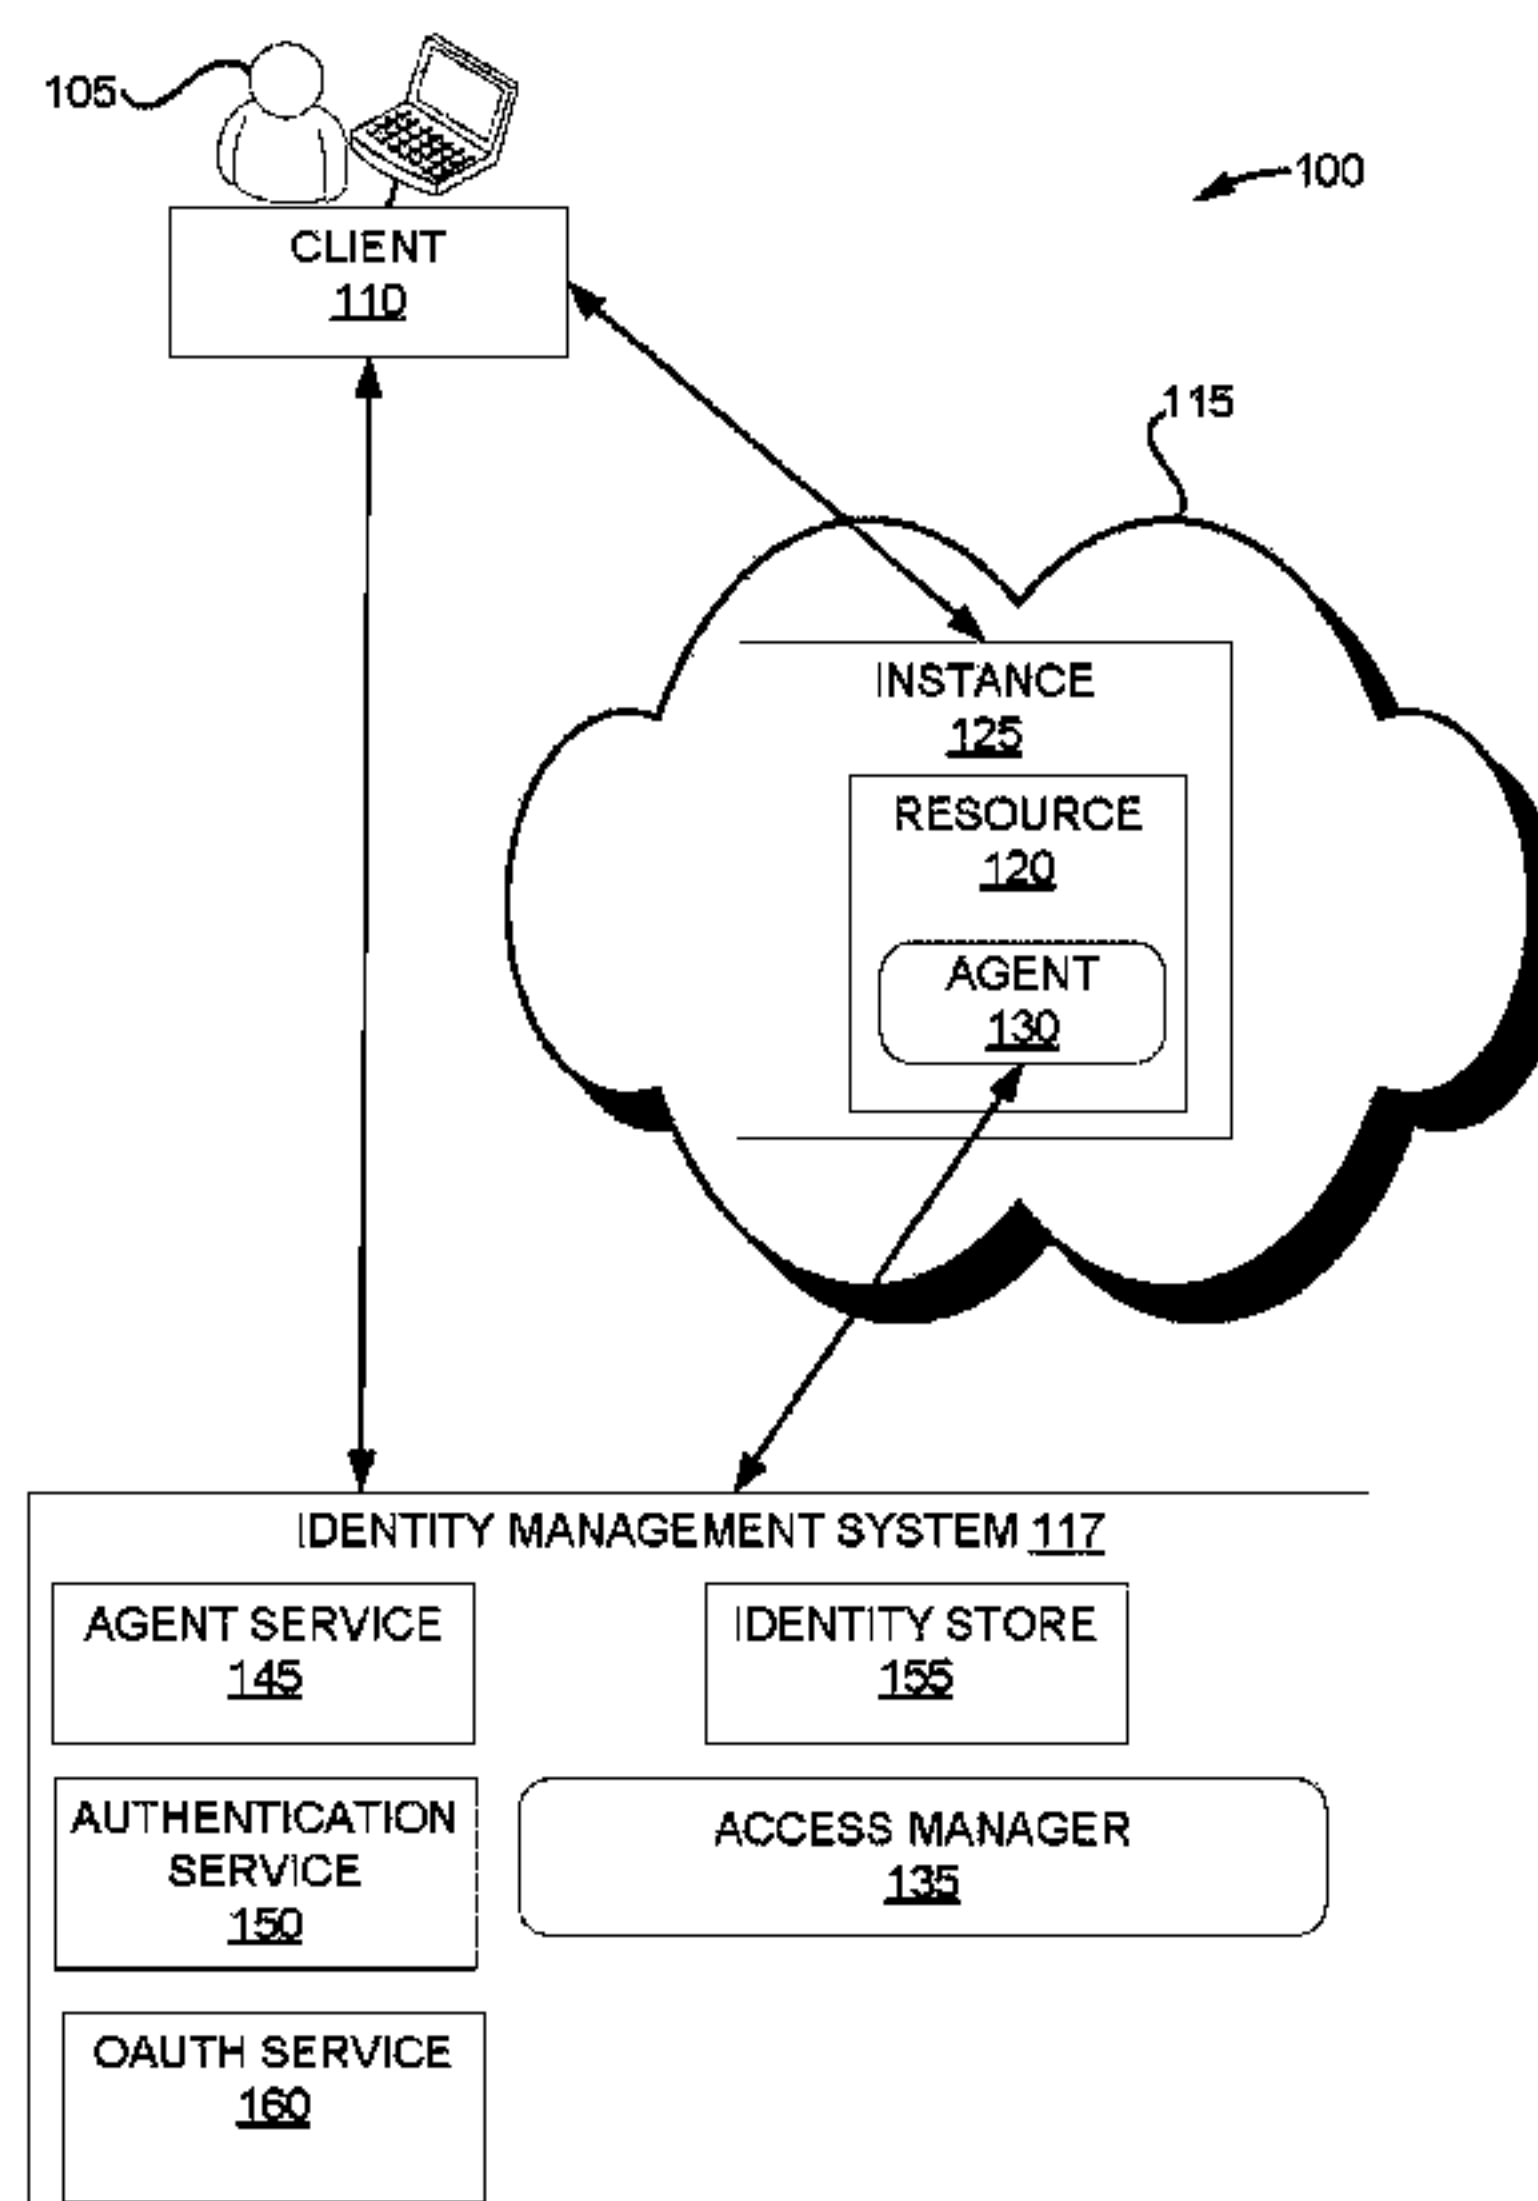 105
100
CLIENT
110
115
INSTANCE
125
RESOURCE
120
AGENT
130
IDENTITY MANAGEMENT SYSTEM 117
AGENT SERVICE
145
IDENTITY STORE
155
AUTHENTICATION
SERVICE
150
ACCESS MANAGER
135
OAUTH SERVICE
160